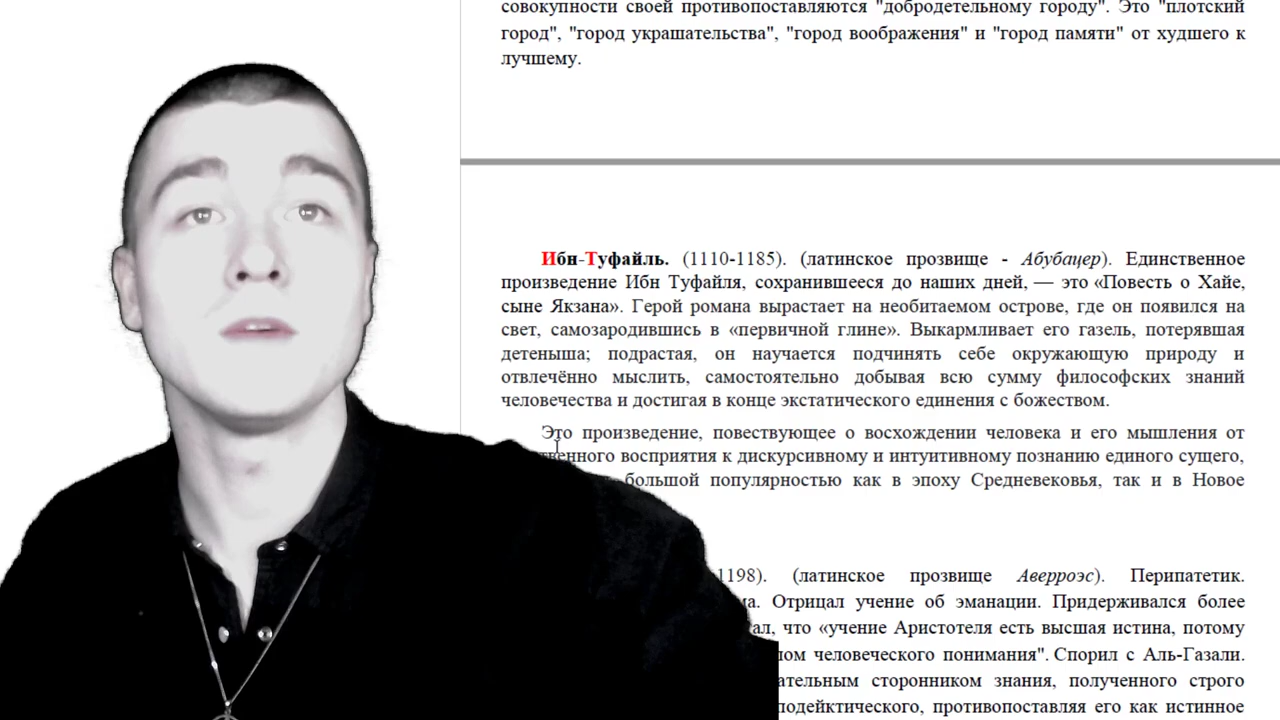 совокупности своей противопоставляются "добродетельному городу". Это "плотский
город", "город украшательства", "город воображения" и "город памяти" от худшего к
лучшему.
Ибн-Туфайль. (1110-1185). (латинское прозвище - Абубацер). Единственное
произведение Ибн Туфайля, сохранившееся до наших дней, — это «Повесть о Хайе,
сыне Якзана». Герой романа вырастает на необитаемом острове, где он появился на
свет, самозародившись в «первичной глине». Выкармливает его газель, потерявшая
детеныша; подрастая, он научается подчинять себе окружающую природу и
отвлечённо мыслить, самостоятельно добывая всю сумму философских знаний
человечества и достигая в конце экстатического единения с божеством.
Это произведение, повествующее о восхождении человека и его мышления от
восприятия к дискурсивному и интуитивному познанию единого сущего,
большой популярностью как в эпоху Средневековья, так и в Новое
1198). (латинское прозвище Аверроэс). Перипатетик.
Отрицал учение об эманации. Придерживался более
что «учение Аристотеля есть высшая истина, потому
человеческого понимания". Спорил с Аль-Газали.
сторонником знания, полученного строго
противопоставляя его как истинное